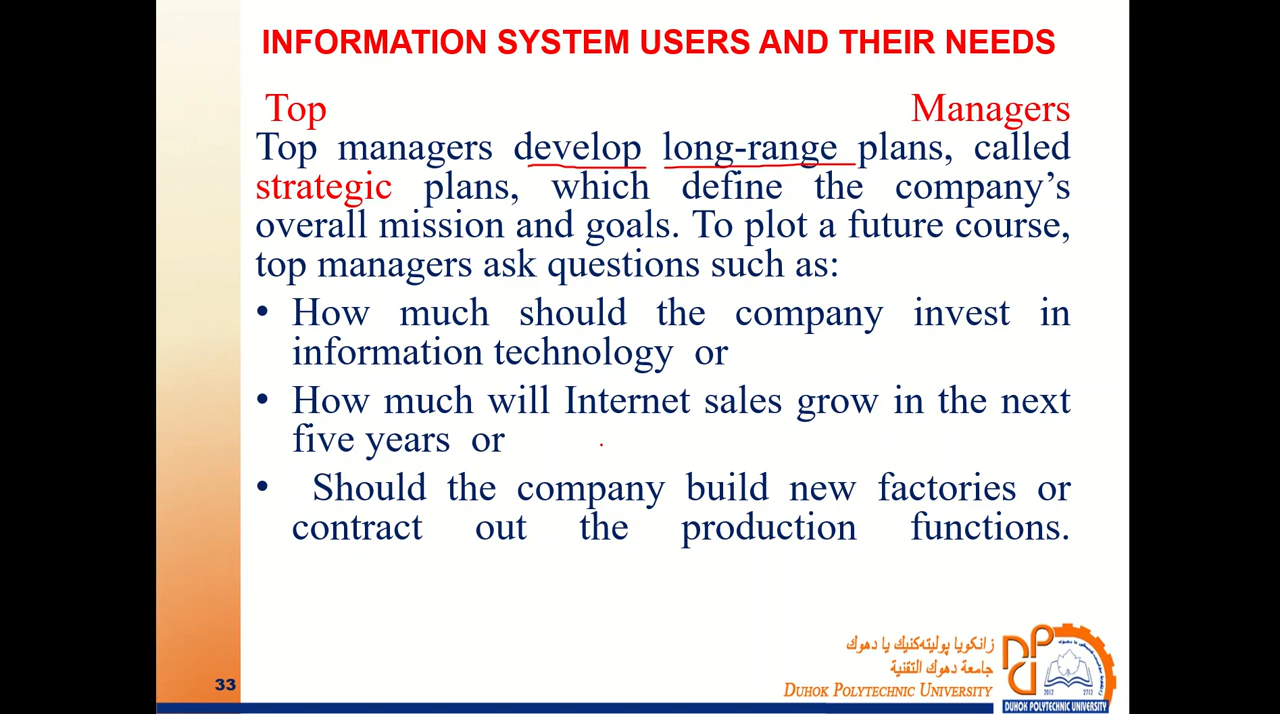 INFORMATION SYSTEM USERS AND THEIR NEEDS
Top Managers
Top managers develop long-range plans, called
strategic plans, which define the company’s
overall mission and goals. To plot a future course,
top managers ask questions such as:
• How much should the company invest in
information technology or
• How much will Internet sales grow in the next
five years or
• Should the company build new factories or
contract out the production functions.
زانكويا پوليتەكنيك يا دهوك
جامعة دهوك التقنية
DUHOK POLYTECHNIC UNIVERSITY
DPU
2012 2712
DUHOK POLYTECHNIC UNIVERSITY
33